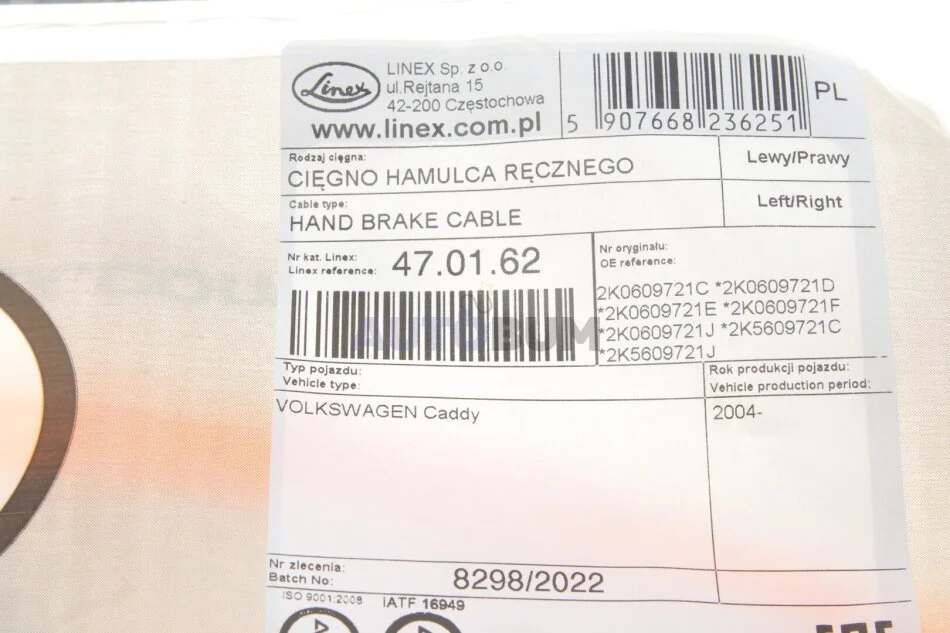 Linex
LINEX Sp. z o.o.
ul.Rejtana 15
42-200 Częstochowa
www.linex.com.pl
5 907668 236251
PL
Rodzaj cięgna:
CIĘGNO HAMULCA RĘCZNEGO
Lewy/Prawy
Cable type:
HAND BRAKE CABLE
Left/Right
Nr kat. Linex:
Linex reference:
47.01.62
Nr oryginału:
OE reference:
2K0609721C *2K0609721D
*2K0609721E *2K0609721F
*2K0609721J *2K5609721C
*2K5609721J
AUTOBUM
Typ pojazdu:
Vehicle type:
Rok produkcji pojazdu:
Vehicle production period:
VOLKSWAGEN Caddy
2004-
Nr zlecenia:
Batch No:
8298/2022
ISO 9001:2008
IATF 16949